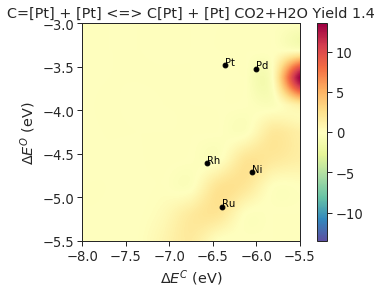 C=[Pt] + [Pt] <=> C[Pt] + [Pt] CO2+H2O Yield 1.4
−3.0
−3.5
−4.0
−4.5
−5.0
−5.5
ΔE^O (eV)
Pt
Pd
Rh
Ni
Ru
−8.0 −7.5 −7.0 −6.5 −6.0 −5.5
ΔE^C (eV)
10
5
0
−5
−10